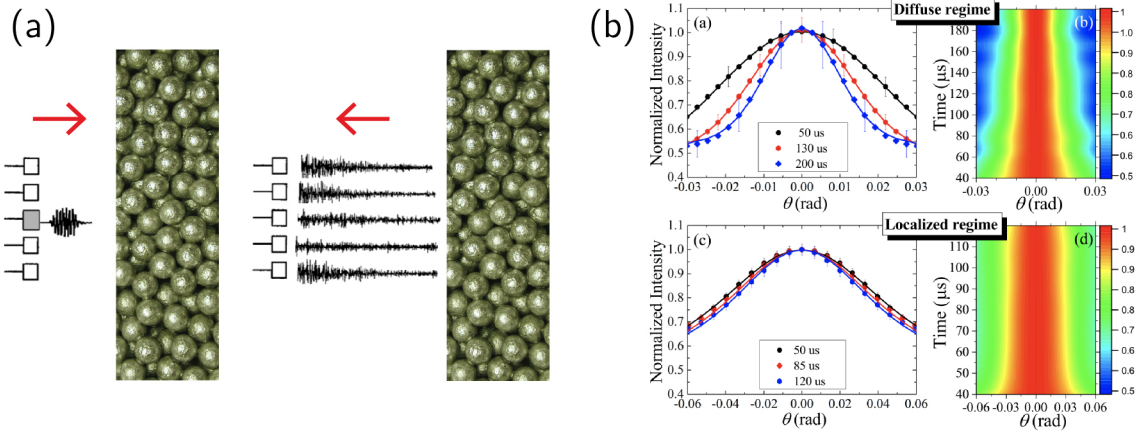 (a)
(b)
Diffuse regime
(a)
Normalized Intensity
1.1
1.0
0.9
0.8
0.7
0.6
0.5
0.4
50 us
130 us
200 us
-0.03 -0.02 -0.01 0.00 0.01 0.02 0.03
θ (rad)
(b)
Time (µs)
180
160
140
120
100
80
60
40
-0.03 0.00 0.03
θ (rad)
1
0.9
0.8
0.7
0.6
0.5
Localized regime
(c)
Normalized Intensity
1.1
1.0
0.9
0.8
0.7
0.6
0.5
0.4
50 us
85 us
120 us
-0.06 -0.04 -0.02 0.00 0.02 0.04 0.06
θ (rad)
(d)
Time (µs)
110
100
90
80
70
60
50
40
-0.06 -0.03 0.00 0.03 0.06
θ (rad)
1
0.9
0.8
0.7
0.6
0.5